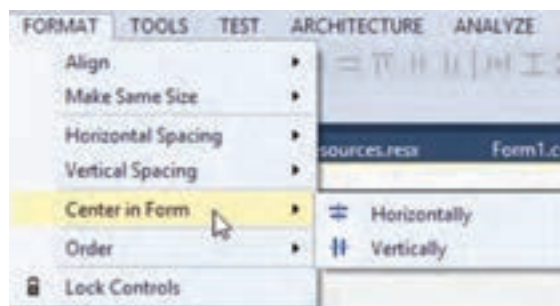 FORMAT TOOLS TEST ARCHITECTURE ANALYZE
Align
Make Same Size
Horizontal Spacing
sources.resx Form1.c
Vertical Spacing
Center in Form
Horizontally
Order
Vertically
Lock Controls